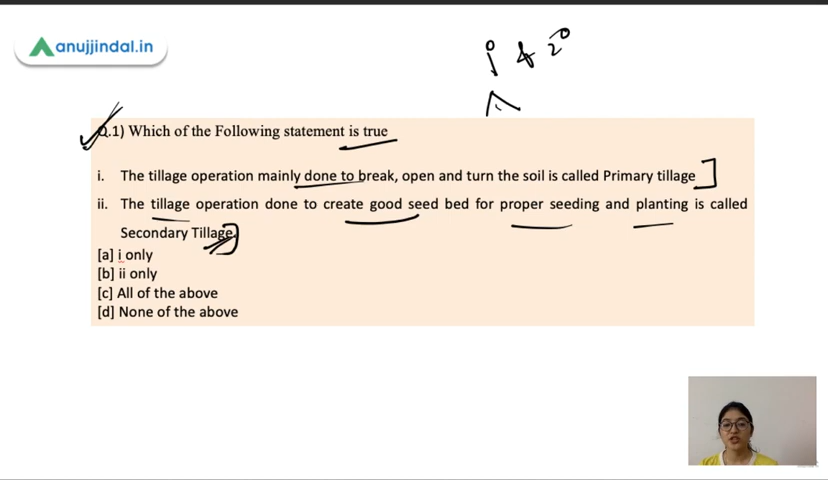 anujjindal.in
i & 2°
Q.1) Which of the Following statement is true
i. The tillage operation mainly done to break, open and turn the soil is called Primary tillage
ii. The tillage operation done to create good seed bed for proper seeding and planting is called
Secondary Tillage.
[a] i only
[b] ii only
[c] All of the above
[d] None of the above